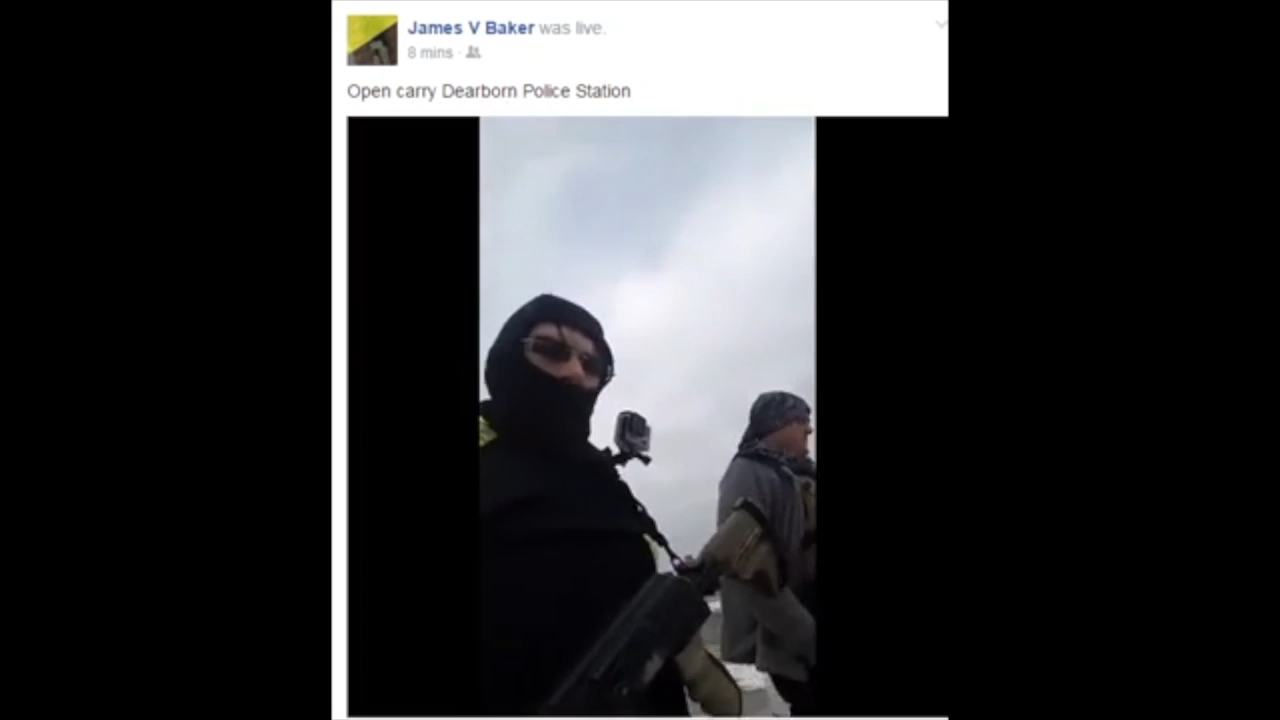 James V Baker was live.
8 mins ·
Open carry Dearborn Police Station